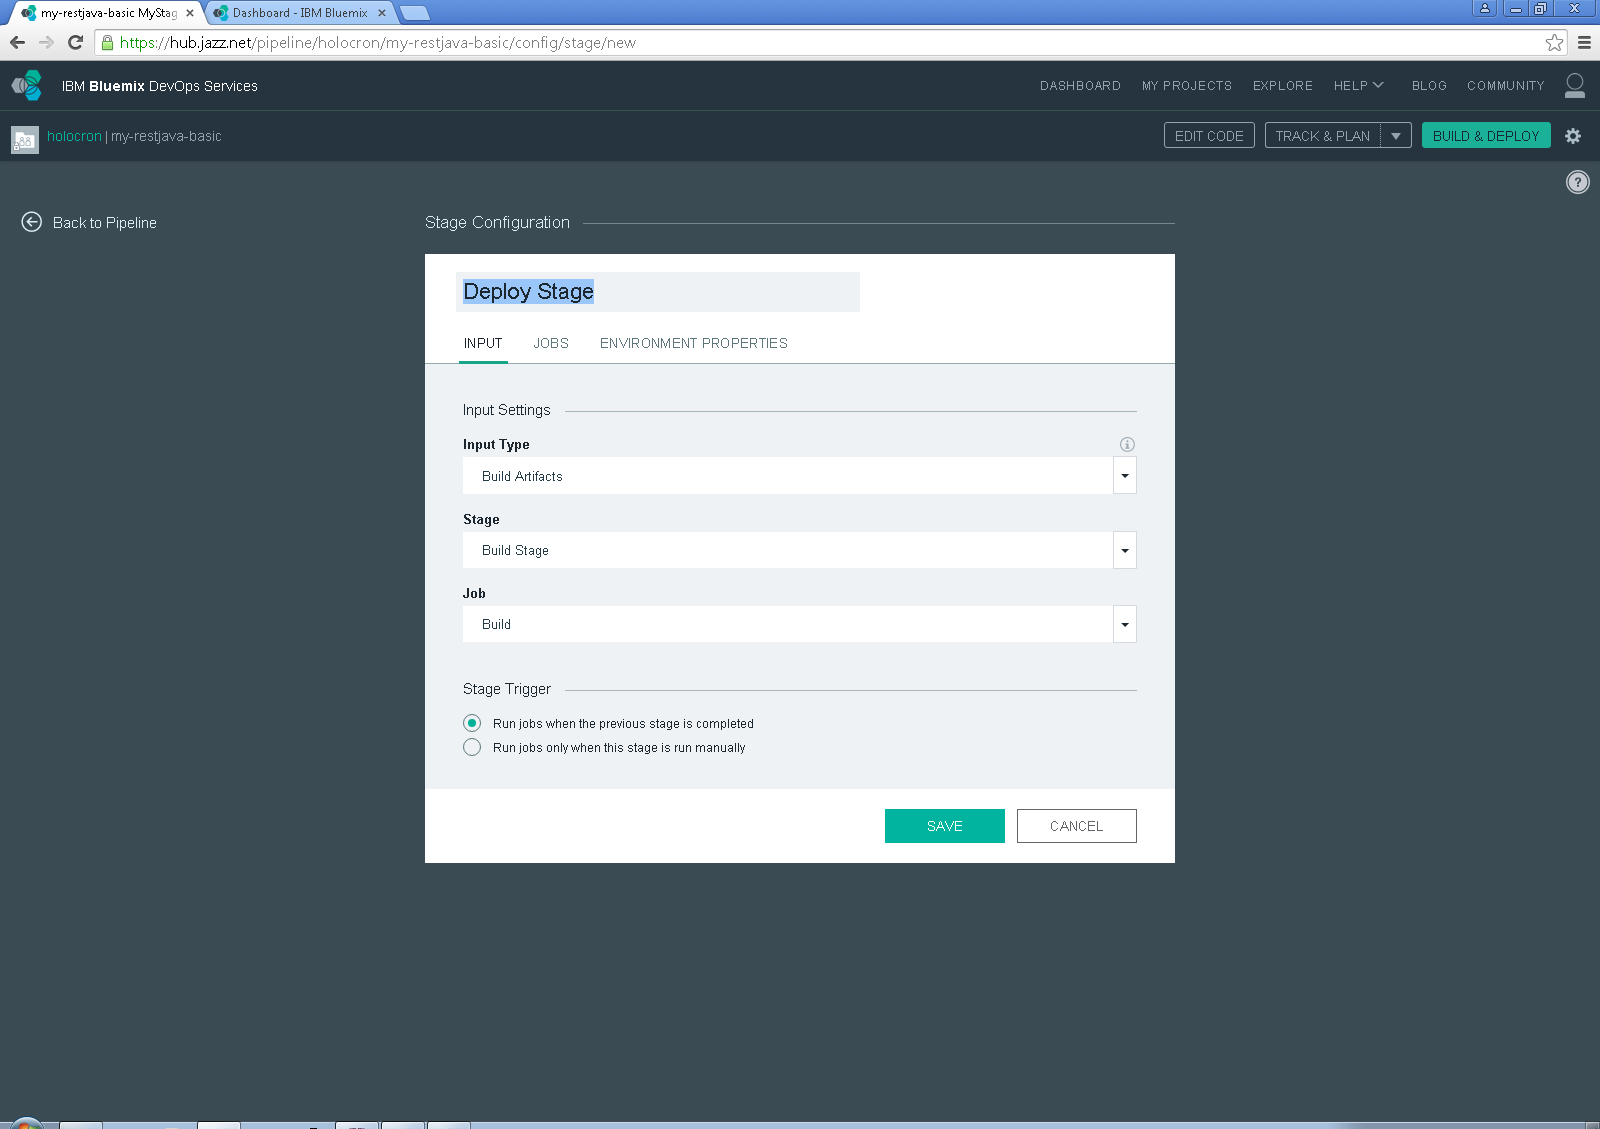 my-restjava-basic MyStag
Dashboard - IBM Bluemix
https://hub.jazz.net/pipeline/holocron/my-restjava-basic/config/stage/new
IBM Bluemix DevOps Services
DASHBOARD MY PROJECTS EXPLORE HELP BLOG COMMUNITY
holocron | my-restjava-basic
EDIT CODE TRACK & PLAN BUILD & DEPLOY
?
Back to Pipeline
Stage Configuration
Deploy Stage
INPUT JOBS ENVIRONMENT PROPERTIES
Input Settings
Input Type
Build Artifacts
Stage
Build Stage
Job
Build
Stage Trigger
Run jobs when the previous stage is completed
Run jobs only when this stage is run manually
SAVE CANCEL